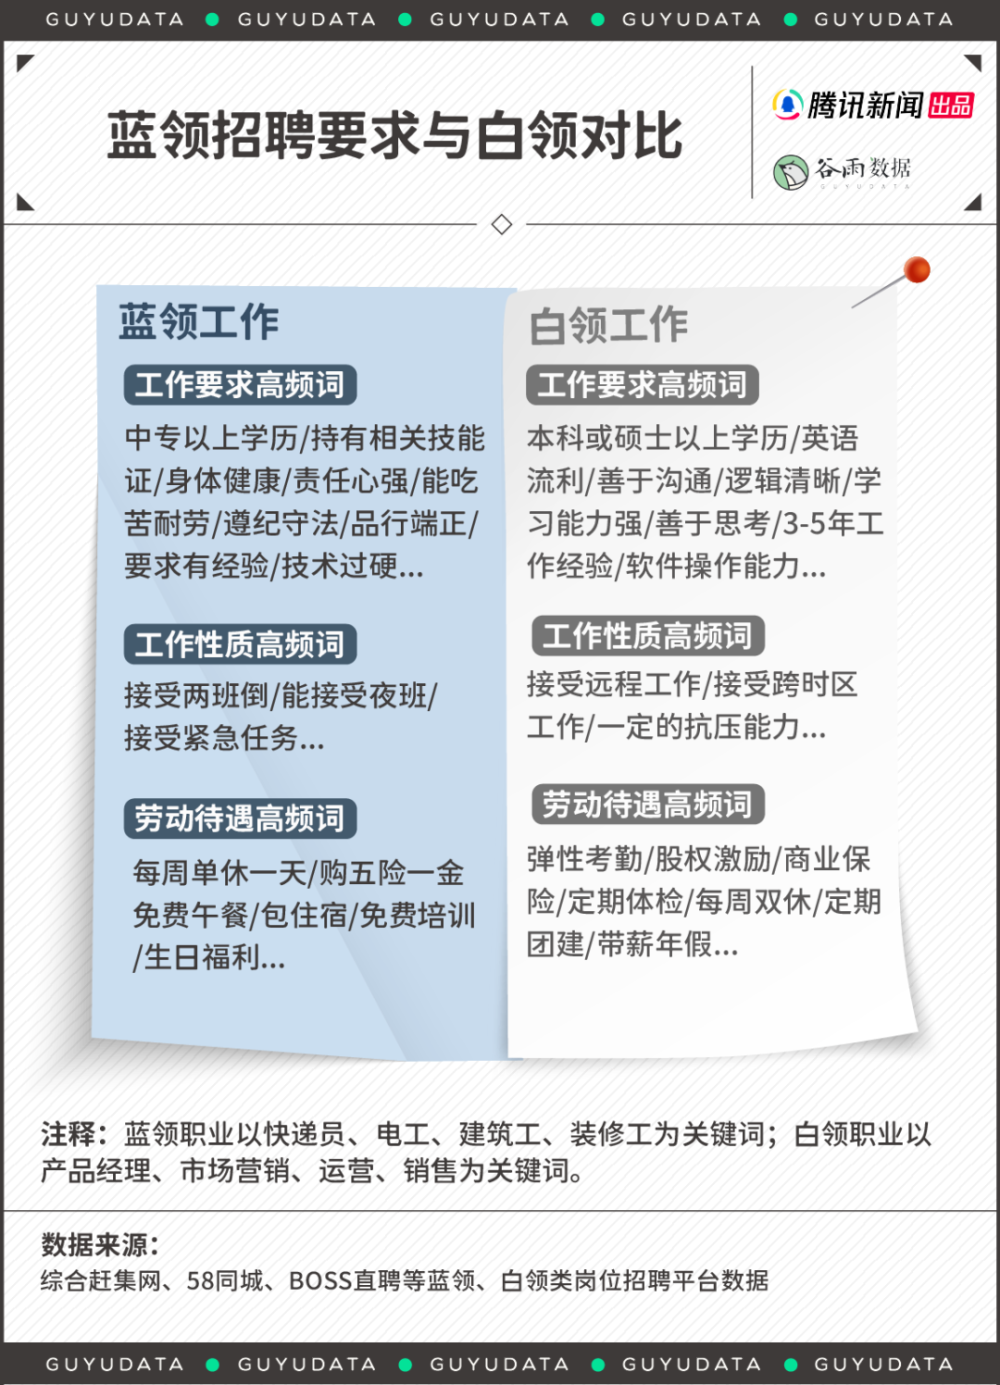 GUYUDATA ● GUYUDATA ● GUYUDATA ● GUYUDATA ● GUYUDATA
蓝领招聘要求与白领对比
腾讯新闻 出品
谷雨数据
GUYUDATA
蓝领工作
工作要求高频词
中专以上学历/持有相关技能
证/身体健康/责任心强/能吃
苦耐劳/遵纪守法/品行端正/
要求有经验/技术过硬...
工作性质高频词
接受两班倒/能接受夜班/
接受紧急任务...
劳动待遇高频词
每周单休一天/购五险一金
免费午餐/包住宿/免费培训
/生日福利...
白领工作
工作要求高频词
本科或硕士以上学历/英语
流利/善于沟通/逻辑清晰/学
习能力强/善于思考/3-5年工
作经验/软件操作能力...
工作性质高频词
接受远程工作/接受跨时区
工作/一定的抗压能力...
劳动待遇高频词
弹性考勤/股权激励/商业保
险/定期体检/每周双休/定期
团建/带薪年假...
注释：蓝领职业以快递员、电工、建筑工、装修工为关键词；白领职业以
产品经理、市场营销、运营、销售为关键词。
数据来源：
综合赶集网、58同城、BOSS直聘等蓝领、白领类岗位招聘平台数据
GUYUDATA ● GUYUDATA ● GUYUDATA ● GUYUDATA ● GUYUDATA